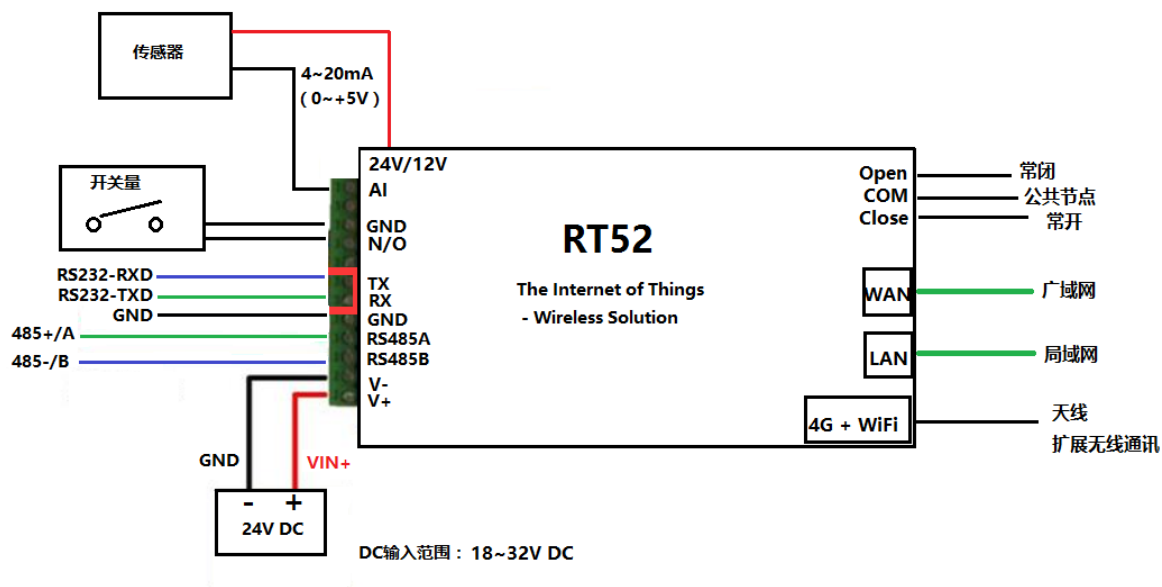 传感器
4~20mA
(0~+5V)
开关量
RS232-RXD
RS232-TXD
GND
485+/A
485-/B
24V/12V
AI
GND
N/O
TX
RX
GND
RS485A
RS485B
V-
V+
RT52
The Internet of Things
- Wireless Solution
Open
COM
Close
WAN
LAN
4G + WiFi
常闭
公共节点
常开
广域网
局域网
天线
扩展无线通讯
GND
VIN+
- +
24V DC
DC输入范围：18~32V DC